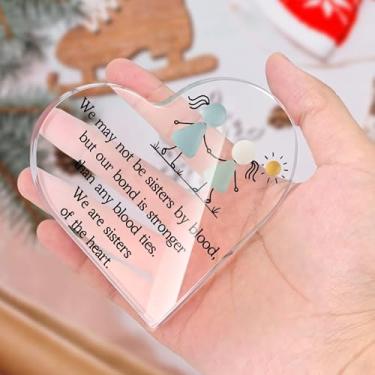 We may not be sisters by blood,
but our bond is stronger
than any blood ties.
We are sisters
of the heart.